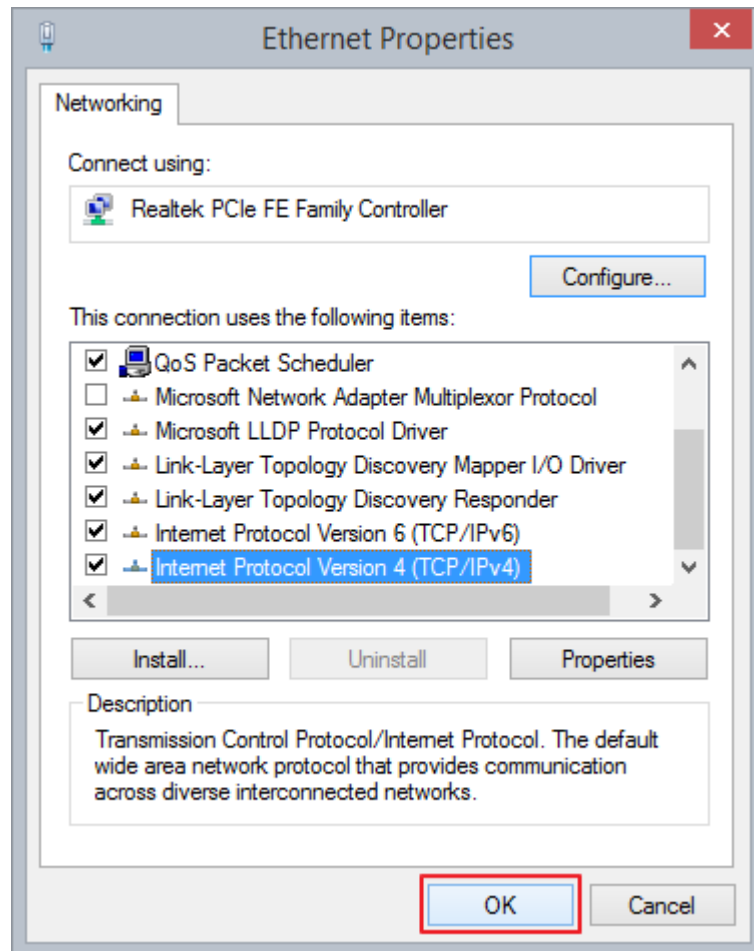 Ethernet Properties
Networking
Connect using:
Realtek PCIe FE Family Controller
Configure...
This connection uses the following items:
QoS Packet Scheduler
Microsoft Network Adapter Multiplexor Protocol
Microsoft LLDP Protocol Driver
Link-Layer Topology Discovery Mapper I/O Driver
Link-Layer Topology Discovery Responder
Internet Protocol Version 6 (TCP/IPv6)
Internet Protocol Version 4 (TCP/IPv4)
Install...
Uninstall
Properties
Description
Transmission Control Protocol/Internet Protocol. The default
wide area network protocol that provides communication
across diverse interconnected networks.
OK
Cancel